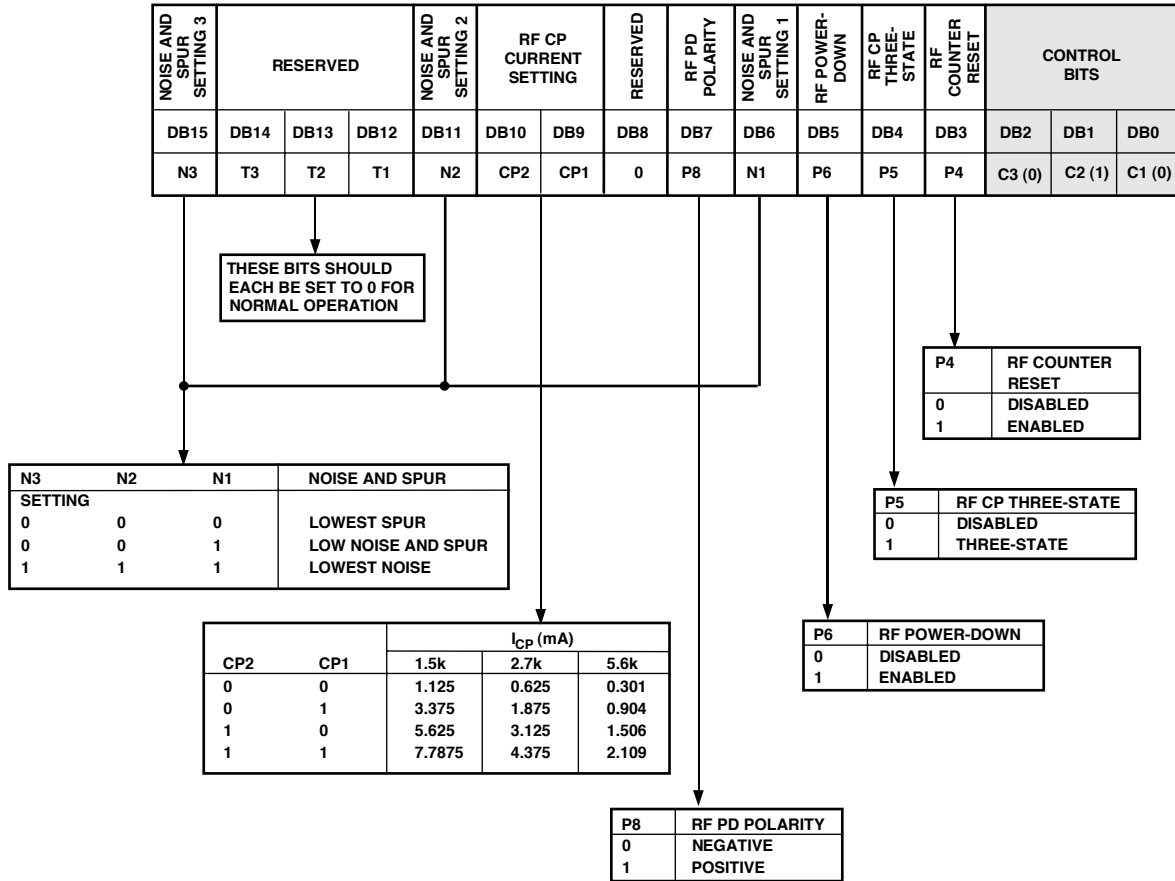 NOISE AND SPUR SETTING 3
RESERVED
NOISE AND SPUR SETTING 2
RF CP CURRENT SETTING
RESERVED
RF PD POLARITY
NOISE AND SPUR SETTING 1
RF POWER-DOWN
RF CP THREE-STATE
RF COUNTER RESET
CONTROL BITS
DB15 DB14 DB13 DB12 DB11 DB10 DB9 DB8 DB7 DB6 DB5 DB4 DB3 DB2 DB1 DB0
N3 T3 T2 T1 N2 CP2 CP1 0 P8 N1 P6 P5 P4 C3 (0) C2 (1) C1 (0)
THESE BITS SHOULD
EACH BE SET TO 0 FOR
NORMAL OPERATION
P4 RF COUNTER
RESET
0 DISABLED
1 ENABLED
N3 N2 N1 NOISE AND SPUR
SETTING
0 0 0 LOWEST SPUR
0 0 1 LOW NOISE AND SPUR
1 1 1 LOWEST NOISE
P5 RF CP THREE-STATE
0 DISABLED
1 THREE-STATE
ICP (mA)
CP2 CP1 1.5k 2.7k 5.6k
0 0 1.125 0.625 0.301
0 1 3.375 1.875 0.904
1 0 5.625 3.125 1.506
1 1 7.7875 4.375 2.109
P6 RF POWER-DOWN
0 DISABLED
1 ENABLED
P8 RF PD POLARITY
0 NEGATIVE
1 POSITIVE